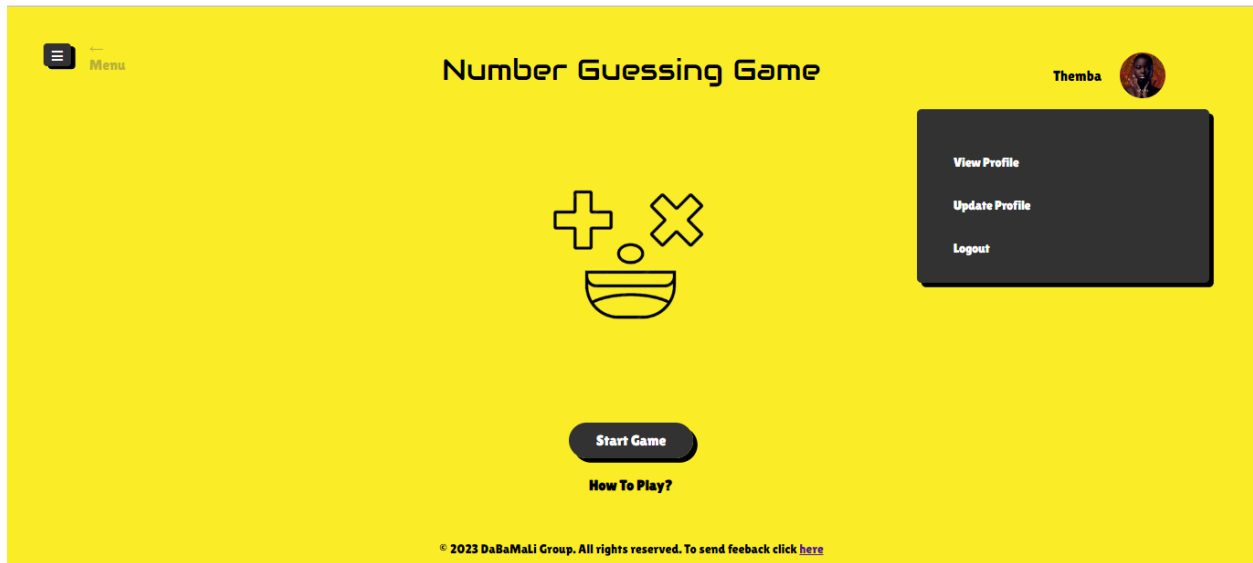 ←
Menu
Number Guessing Game
Themba
View Profile
Update Profile
Logout
Start Game
How To Play?
© 2023 DaBaMaLi Group. All rights reserved. To send feeback click here